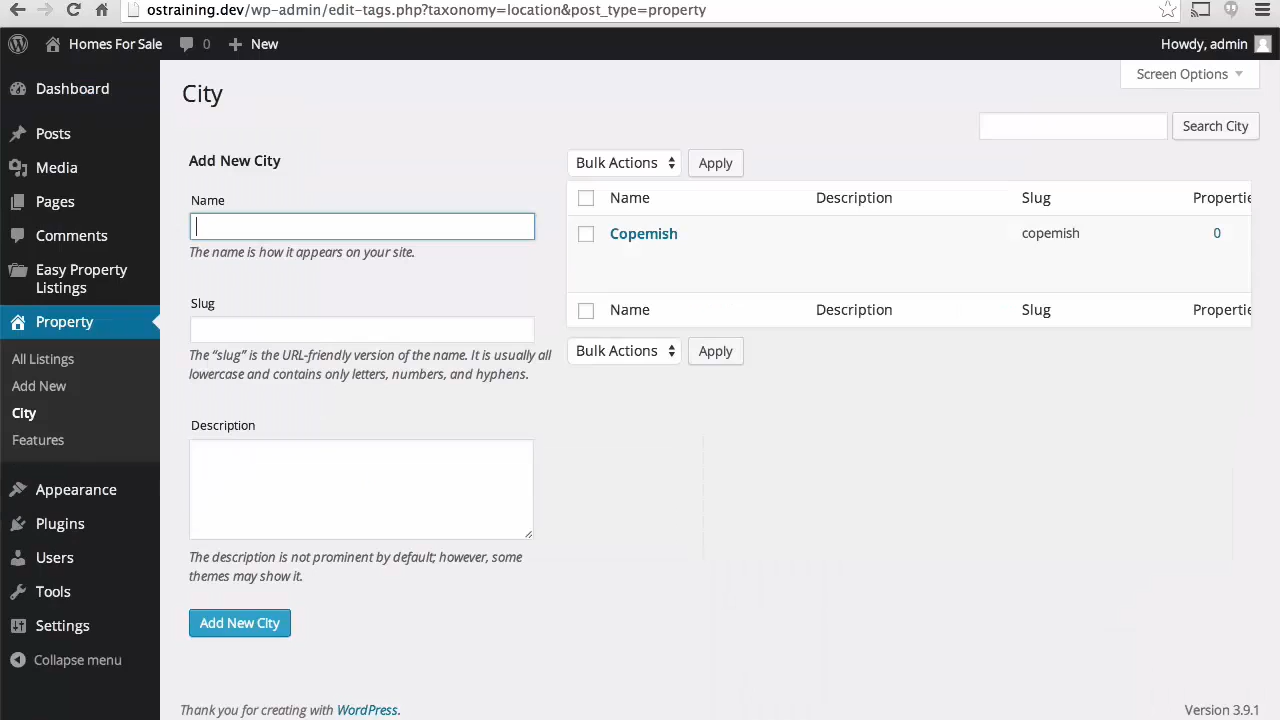 ostraining.dev/wp-admin/edit-tags.php?taxonomy=location&post_type=property
Homes For Sale 0 New Howdy, admin
Screen Options
Dashboard
Posts
Media
Pages
Comments
Easy Property
Listings
Property
All Listings
Add New
City
Features
Appearance
Plugins
Users
Tools
Settings
Collapse menu
City
Search City
Add New City
Name
The name is how it appears on your site.
Slug
The “slug” is the URL-friendly version of the name. It is usually all
lowercase and contains only letters, numbers, and hyphens.
Description
The description is not prominent by default; however, some
themes may show it.
Add New City
Bulk Actions Apply
Name Description Slug Propertie
Copemish copemish 0
Name Description Slug Propertie
Bulk Actions Apply
Thank you for creating with WordPress.
Version 3.9.1